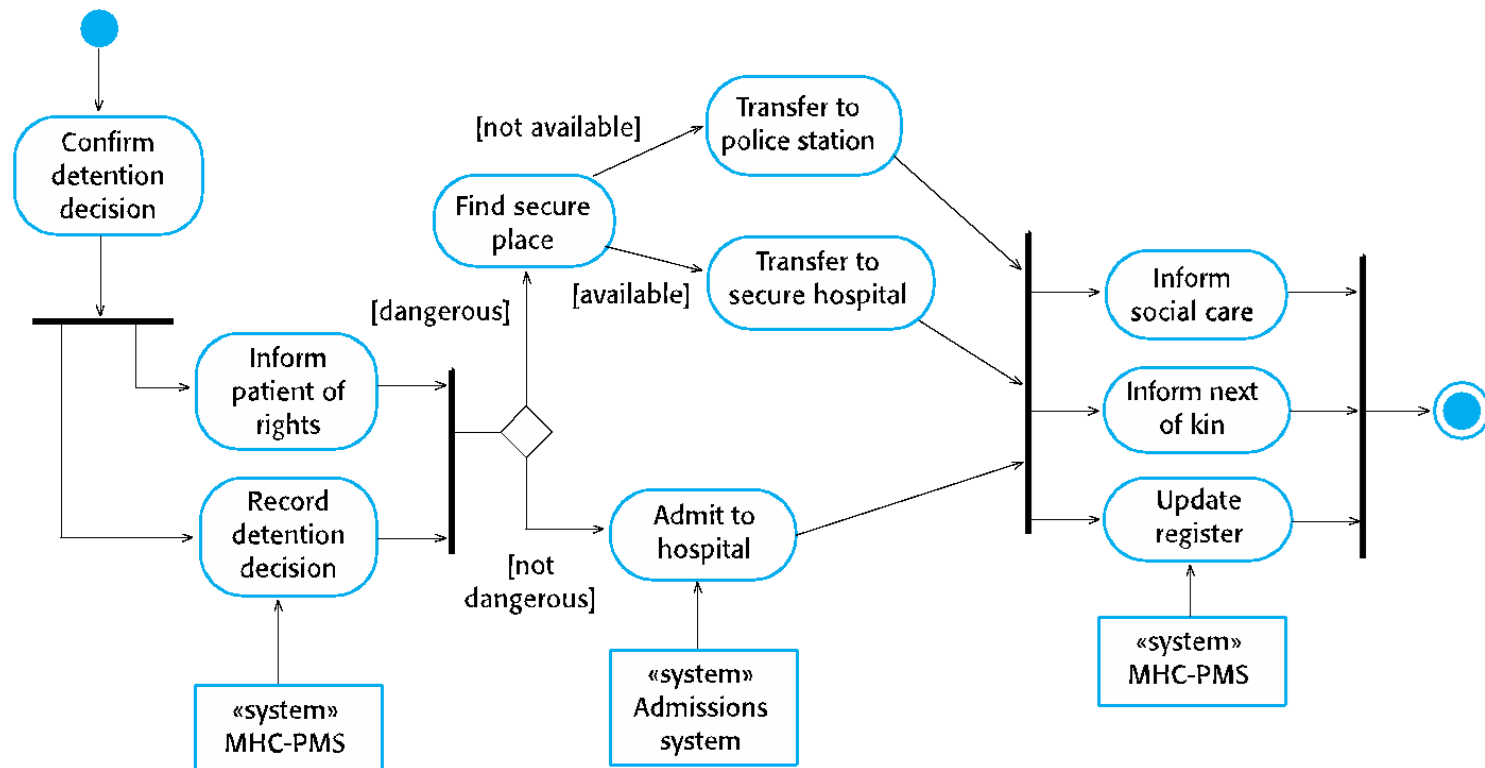 Confirm
detention
decision
Inform
patient of
rights
Record
detention
decision
«system»
MHC-PMS
[dangerous]
[not
dangerous]
Find secure
place
[not available]
[available]
Transfer to
police station
Transfer to
secure hospital
Admit to
hospital
«system»
Admissions
system
Inform
social care
Inform next
of kin
Update
register
«system»
MHC-PMS